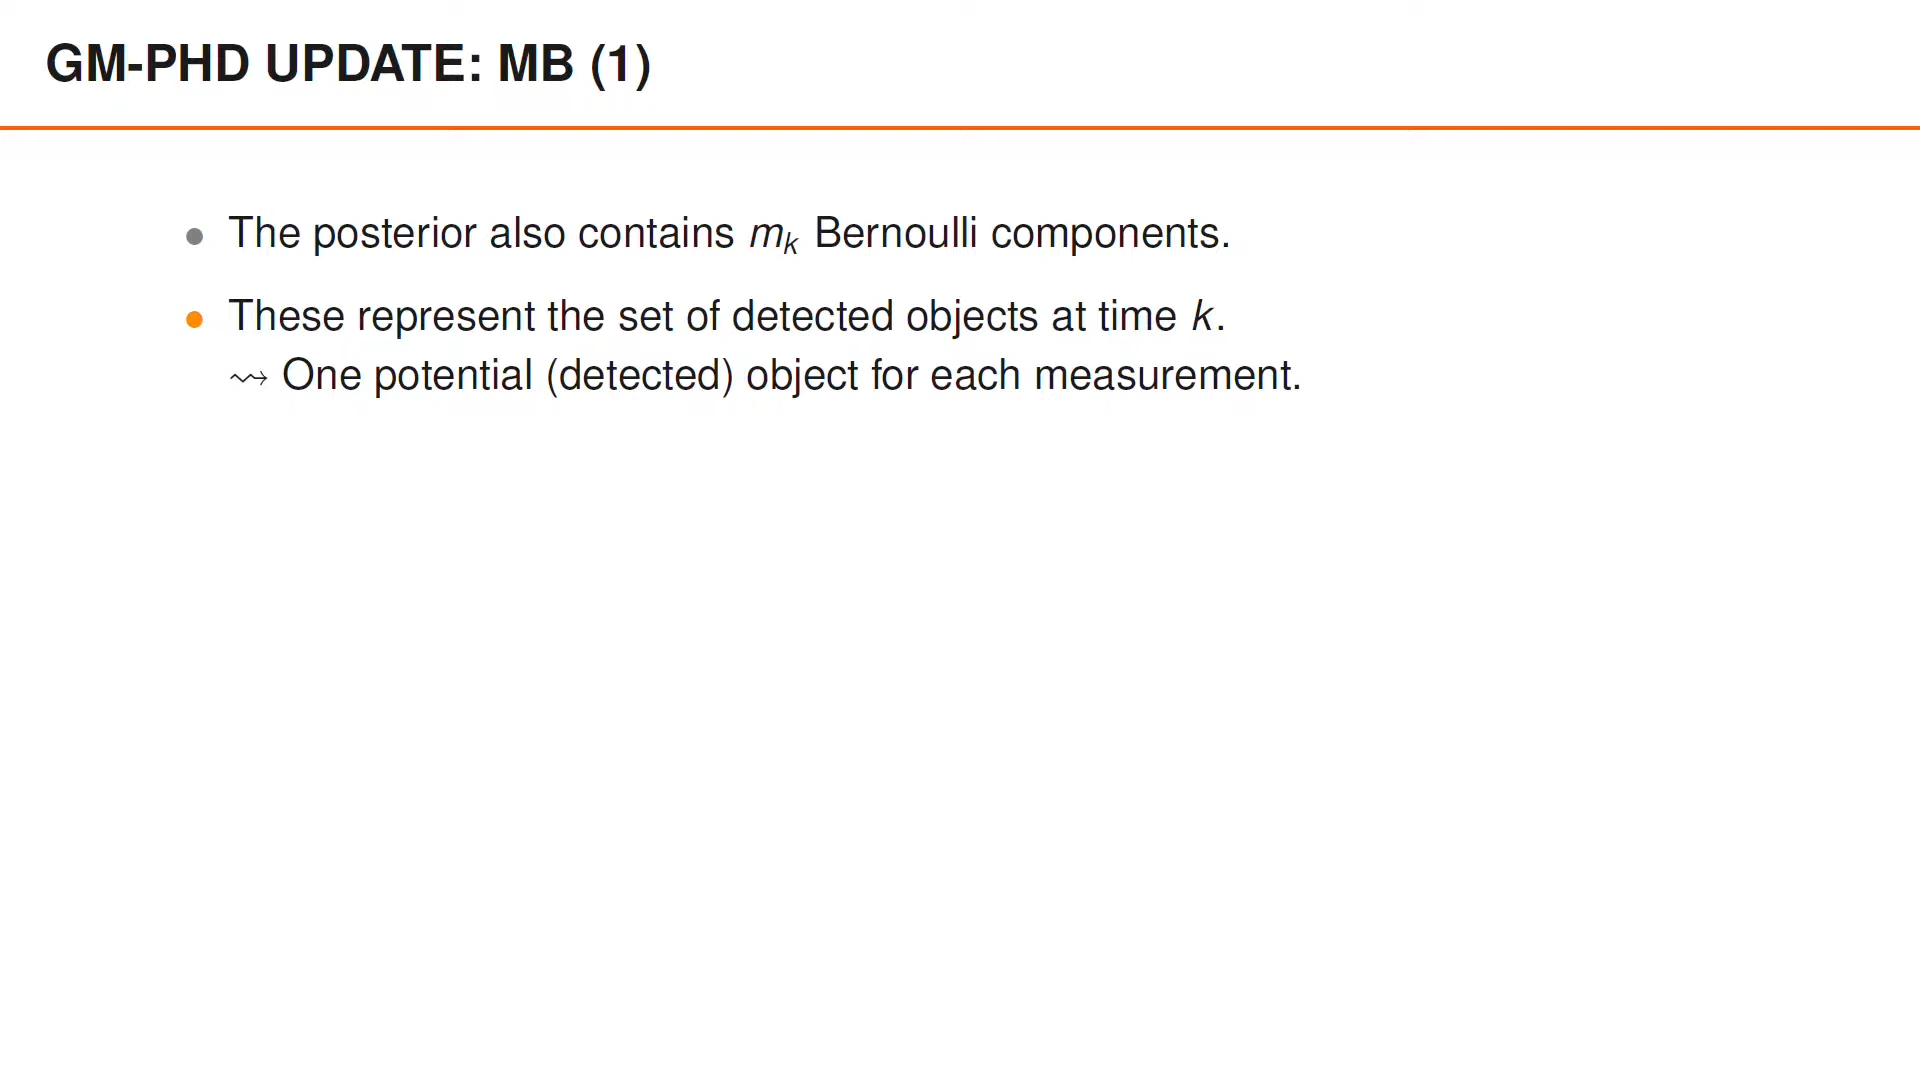 GM-PHD UPDATE: MB (1)
• The posterior also contains m_k Bernoulli components.
• These represent the set of detected objects at time k.
⇝ One potential (detected) object for each measurement.